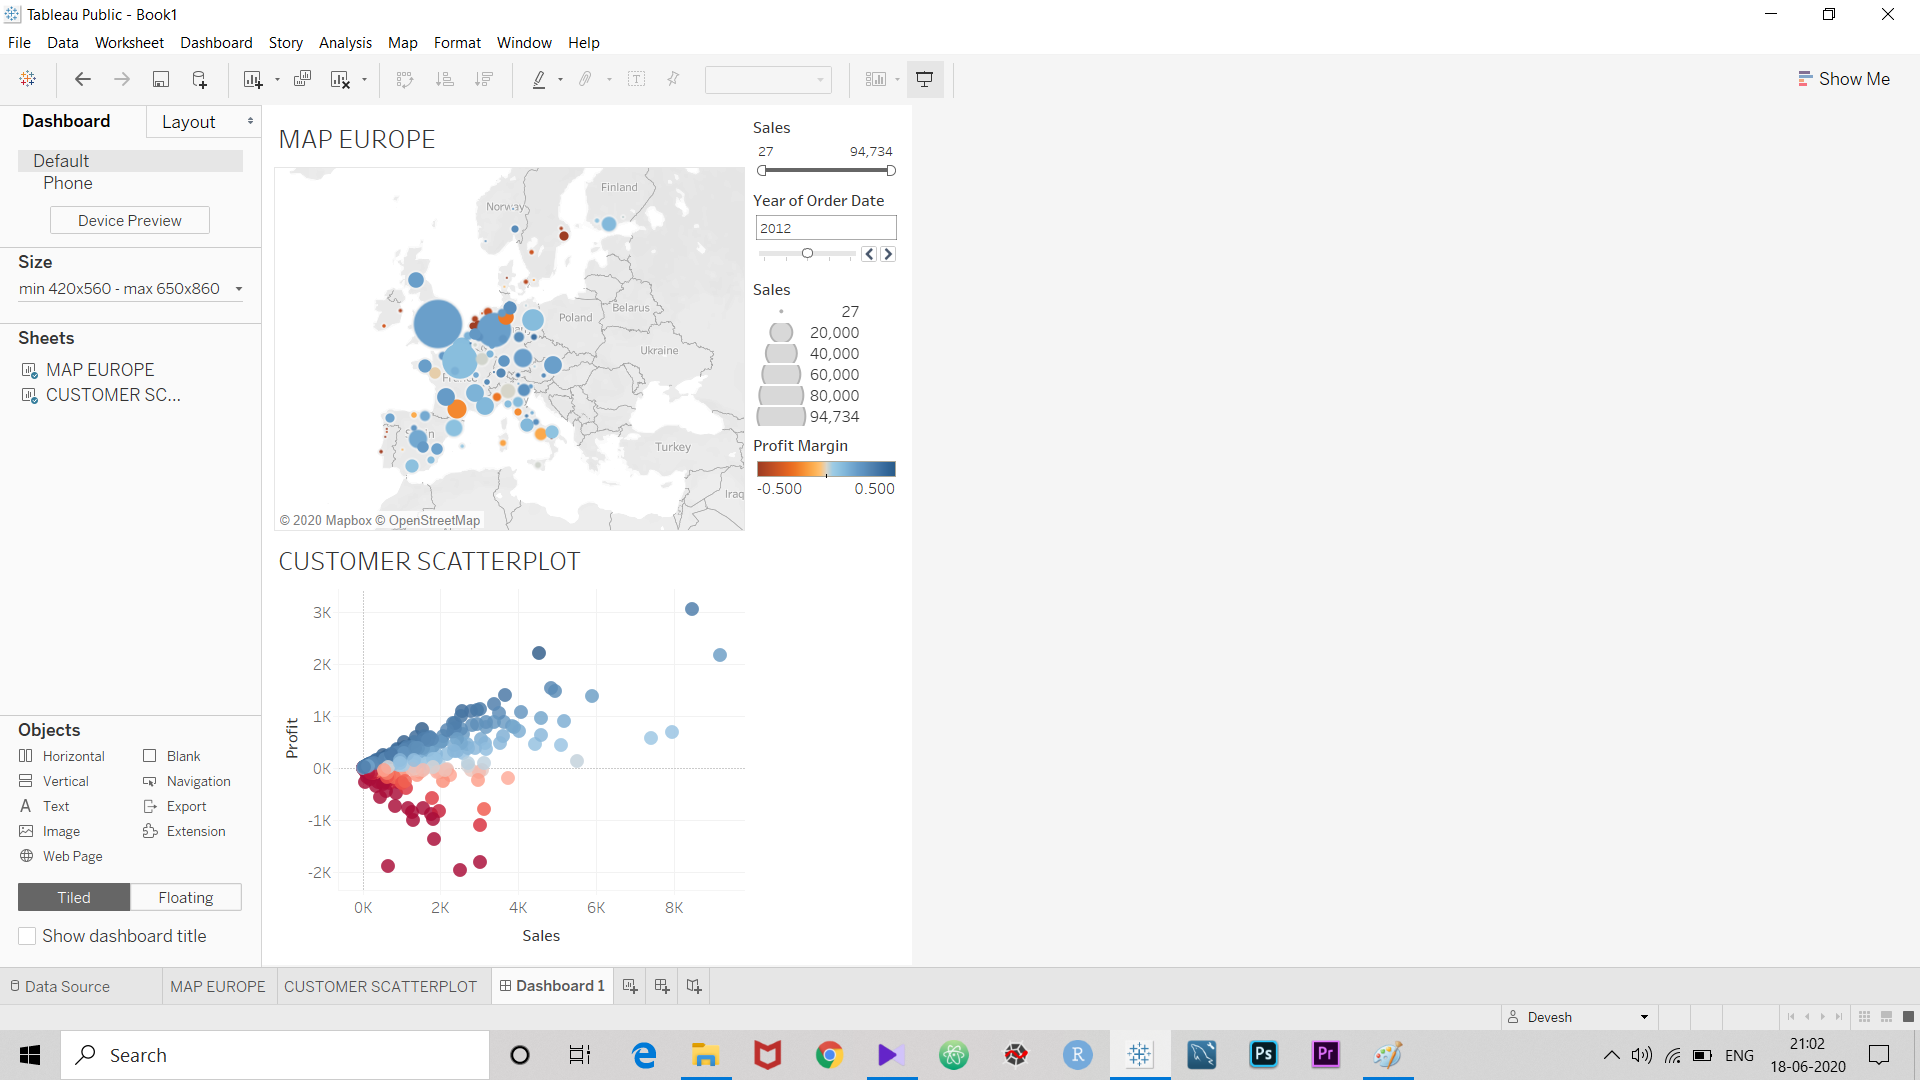 Tableau Public - Book1
File Data Worksheet Dashboard Story Analysis Map Format Window Help
Show Me
Dashboard Layout
Default
Phone
Device Preview
Size
min 420x560 - max 650x860
Sheets
MAP EUROPE
CUSTOMER SC...
Objects
Horizontal Blank
Vertical Navigation
A Text Export
Image Extension
Web Page
Tiled Floating
Show dashboard title
MAP EUROPE
Finland
Norway
Belarus
Poland
Ukraine
Turkey
Iraq
© 2020 Mapbox © OpenStreetMap
Sales
27 94,734
Year of Order Date
2012
Sales
27
20,000
40,000
60,000
80,000
94,734
Profit Margin
-0.500 0.500
CUSTOMER SCATTERPLOT
3K
2K
1K
0K
-1K
-2K
Profit
0K 2K 4K 6K 8K
Sales
Data Source MAP EUROPE CUSTOMER SCATTERPLOT Dashboard 1
Devesh
Search
R
Ps
Pr
ENG
21:02
18-06-2020